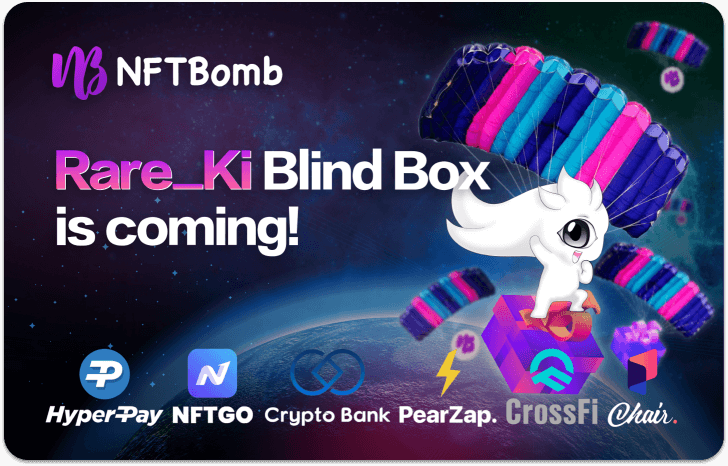 NFTBomb
Rare_Ki Blind Box
is coming!
HyperPay NFTGO Crypto Bank PearZap. CrossFi Chair.